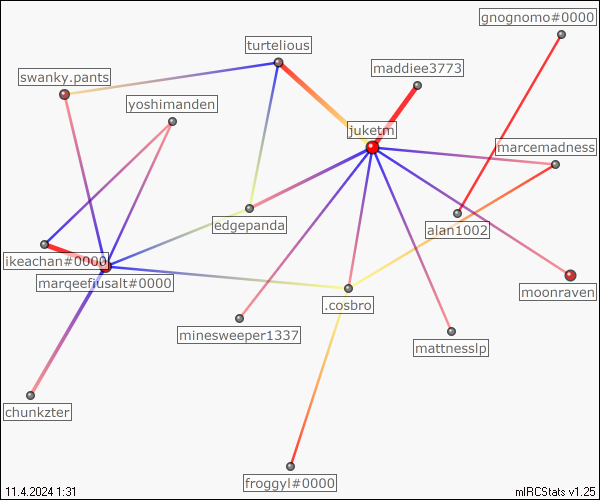 gnognomo#0000
turtelious
maddiee3773
swanky.pants
yoshimanden
juketm
marcemadness
edgepanda
alan1002
ikeachan#0000
marqeefiusalt#0000
moonraven
.cosbro
minesweeper1337
mattnesslp
chunkzter
froggyl#0000
11.4.2024 1:31
mIRCStats v1.25